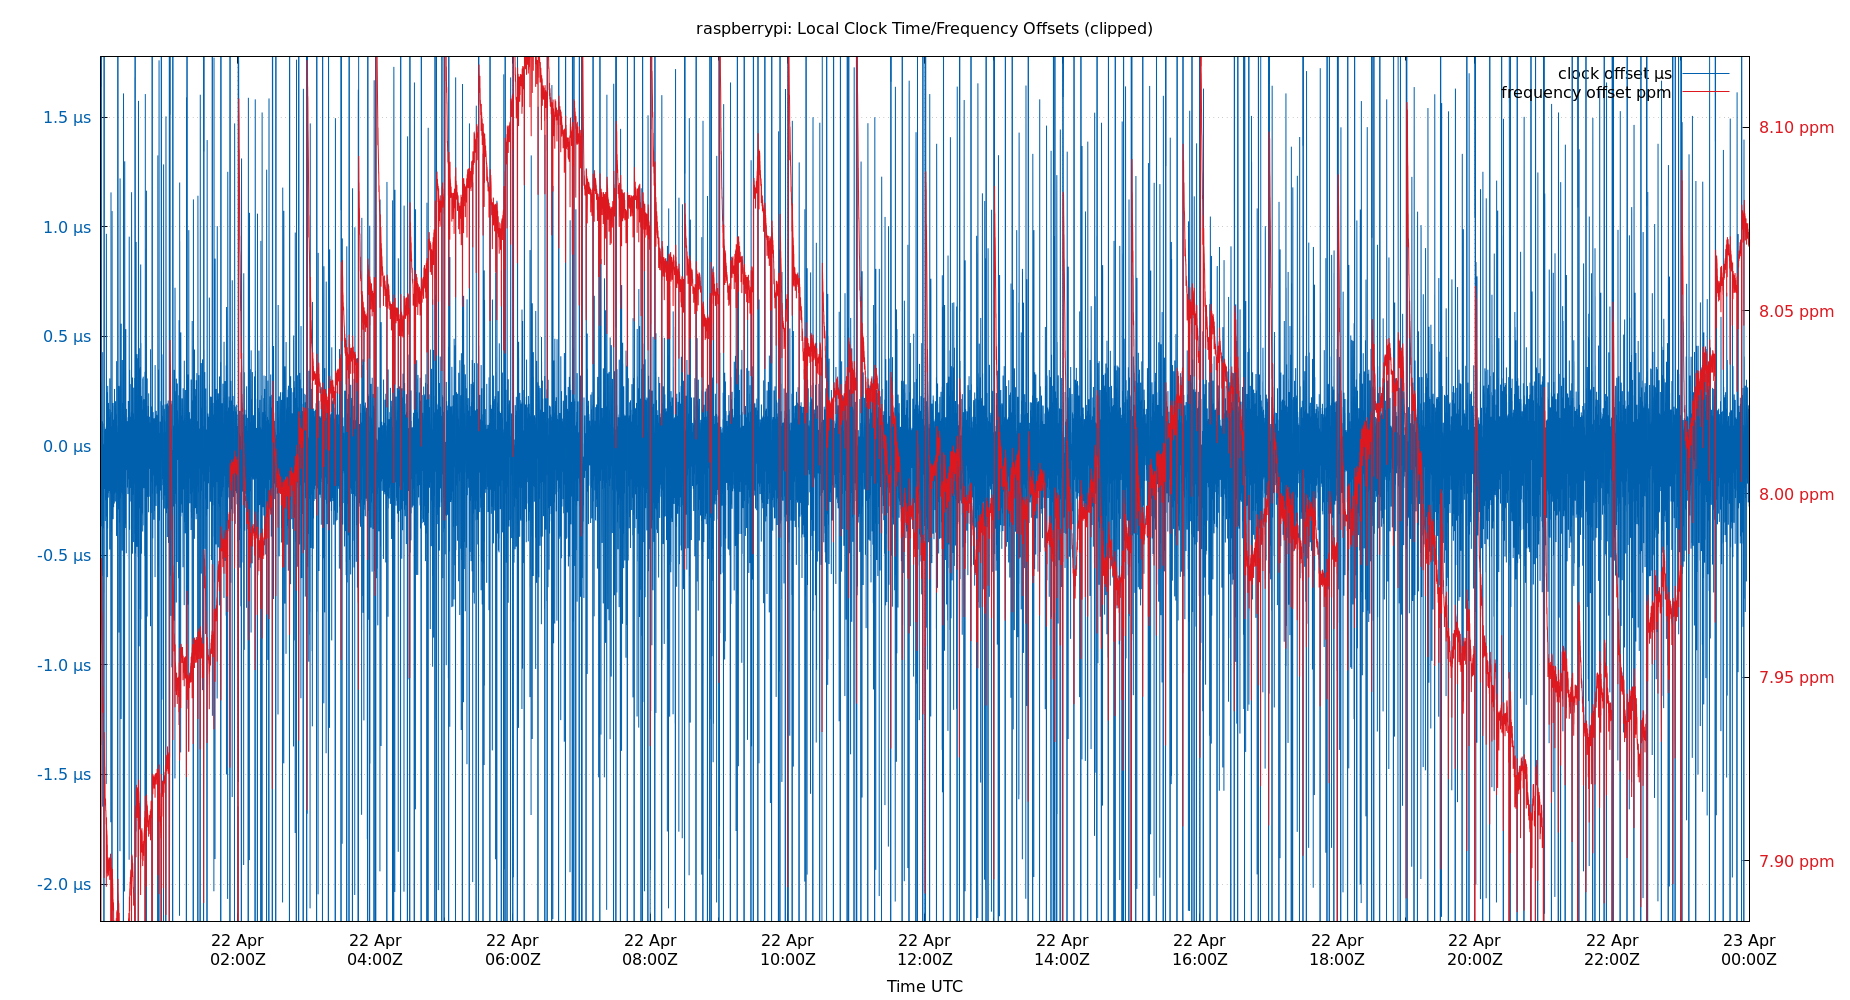 raspberrypi: Local Clock Time/Frequency Offsets (clipped)
clock offset µs
frequency offset ppm
1.5 µs
1.0 µs
0.5 µs
0.0 µs
-0.5 µs
-1.0 µs
-1.5 µs
-2.0 µs
8.10 ppm
8.05 ppm
8.00 ppm
7.95 ppm
7.90 ppm
22 Apr 22 Apr 22 Apr 22 Apr 22 Apr 22 Apr 22 Apr 22 Apr 22 Apr 22 Apr 22 Apr 23 Apr
02:00Z 04:00Z 06:00Z 08:00Z 10:00Z 12:00Z 14:00Z 16:00Z 18:00Z 20:00Z 22:00Z 00:00Z
Time UTC